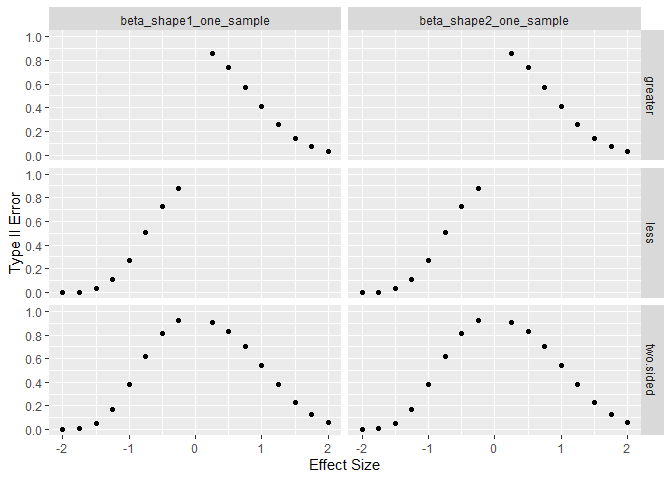 beta_shape1_one_sample beta_shape2_one_sample
1.0
0.8
0.6
0.4
0.2
0.0
greater
1.0
0.8
0.6
0.4
0.2
0.0
less
1.0
0.8
0.6
0.4
0.2
0.0
two.sided
Type II Error
-2 -1 0 1 2 -2 -1 0 1 2
Effect Size